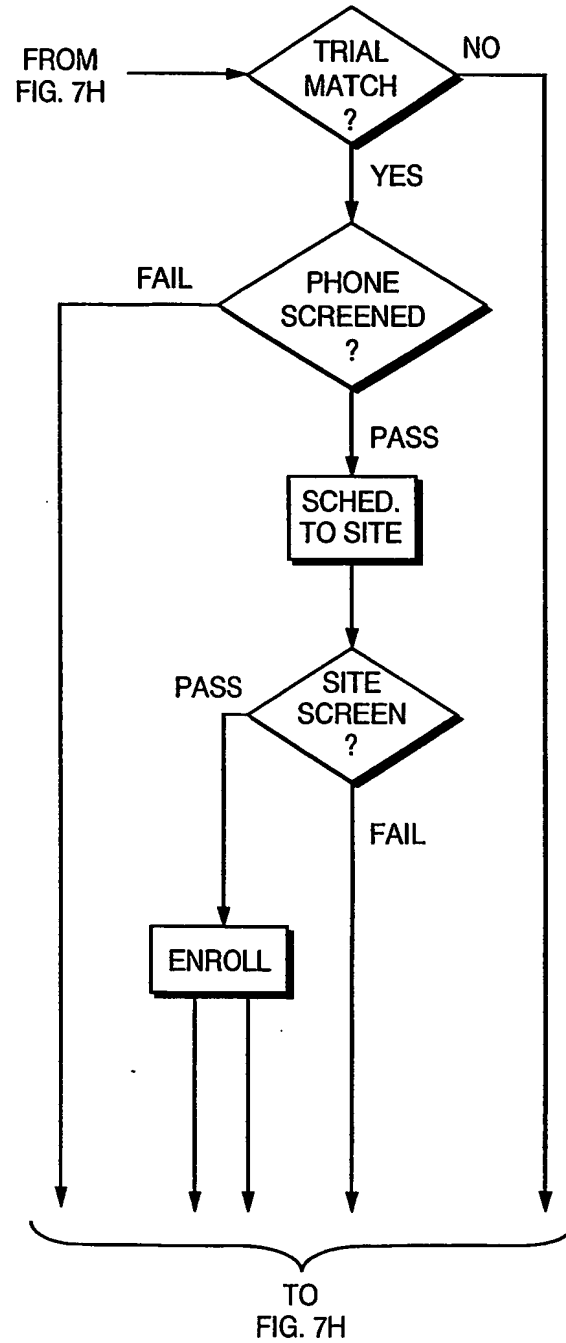 FROM
FIG. 7H
TRIAL
MATCH
?
NO
YES
FAIL
PHONE
SCREENED
?
PASS
SCHED.
TO SITE
PASS
SITE
SCREEN
?
FAIL
ENROLL
TO
FIG. 7H